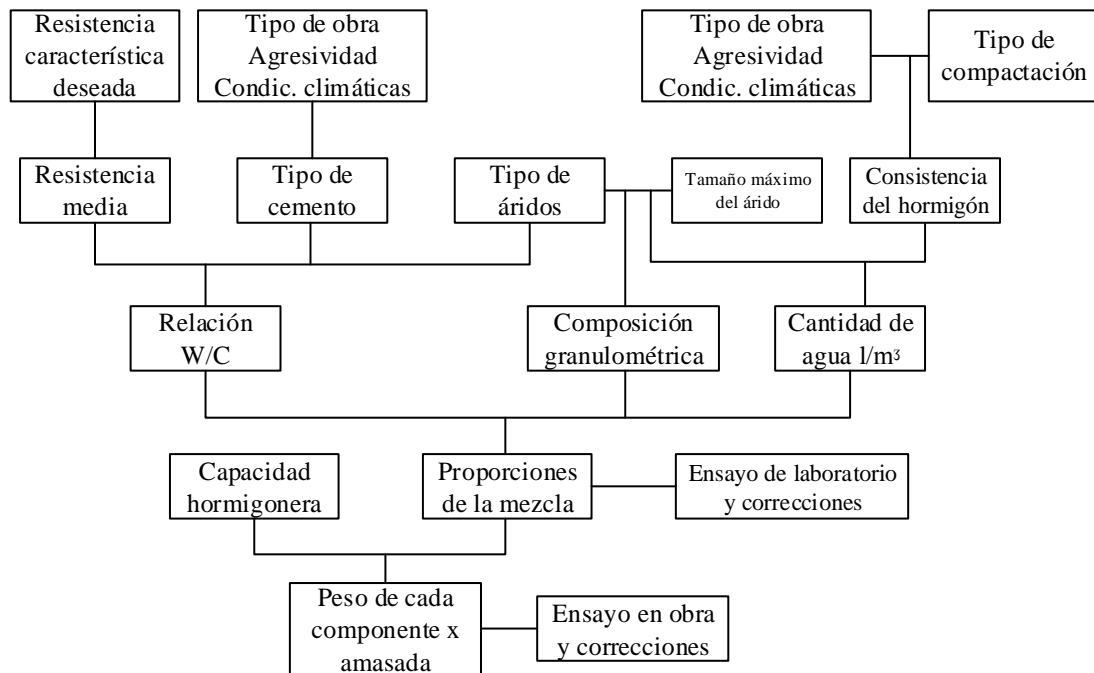 Resistencia
característica
deseada
Tipo de obra
Agresividad
Condic. climáticas
Tipo de obra
Agresividad
Condic. climáticas
Tipo de
compactación
Resistencia
media
Tipo de
cemento
Tipo de
áridos
Tamaño máximo
del árido
Consistencia
del hormigón
Relación
W/C
Composición
granulométrica
Cantidad de
agua l/m³
Capacidad
hormigonera
Proporciones
de la mezcla
Ensayo de laboratorio
y correcciones
Peso de cada
componente x
amasada
Ensayo en obra
y correcciones